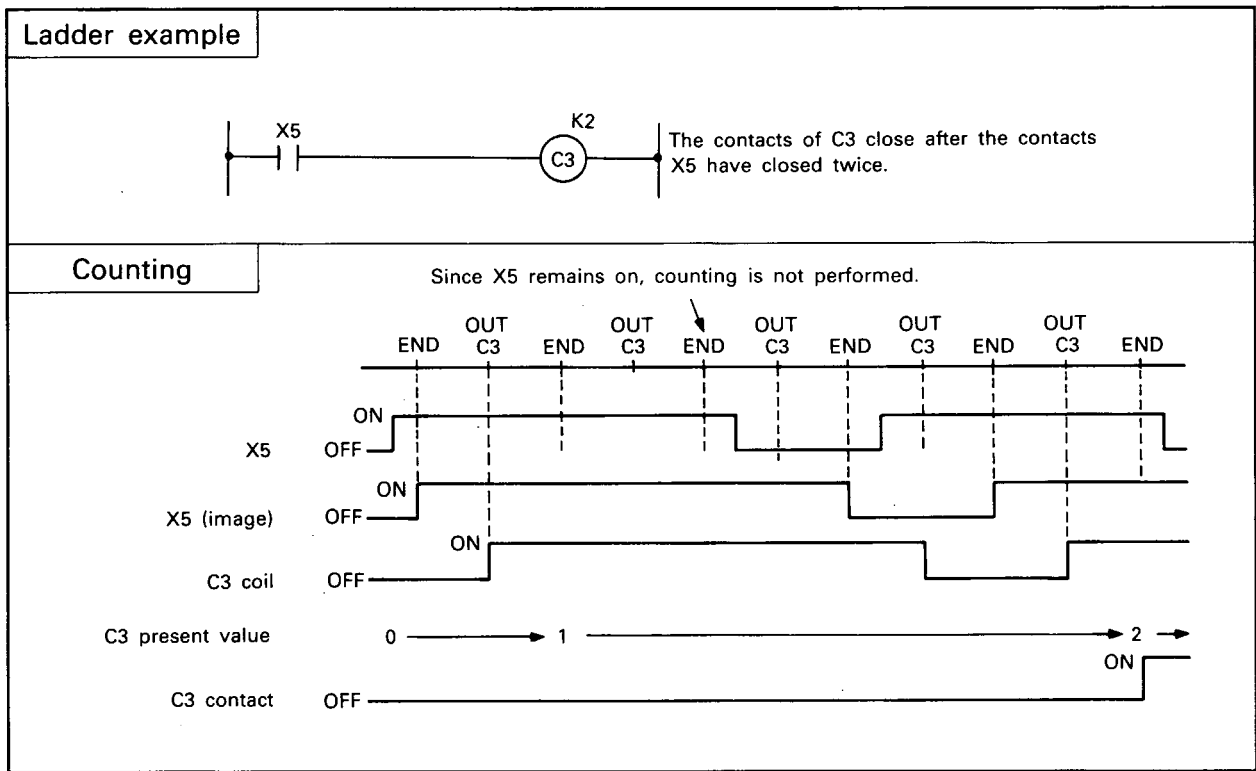 Ladder example
X5
K2
C3
The contacts of C3 close after the contacts
X5 have closed twice.
Counting
Since X5 remains on, counting is not performed.
OUT OUT OUT OUT OUT
END C3 END C3 END C3 END C3 END C3 END
ON
X5 OFF
ON
X5 (image) OFF
ON
C3 coil OFF
C3 present value 0 1 2
ON
C3 contact OFF